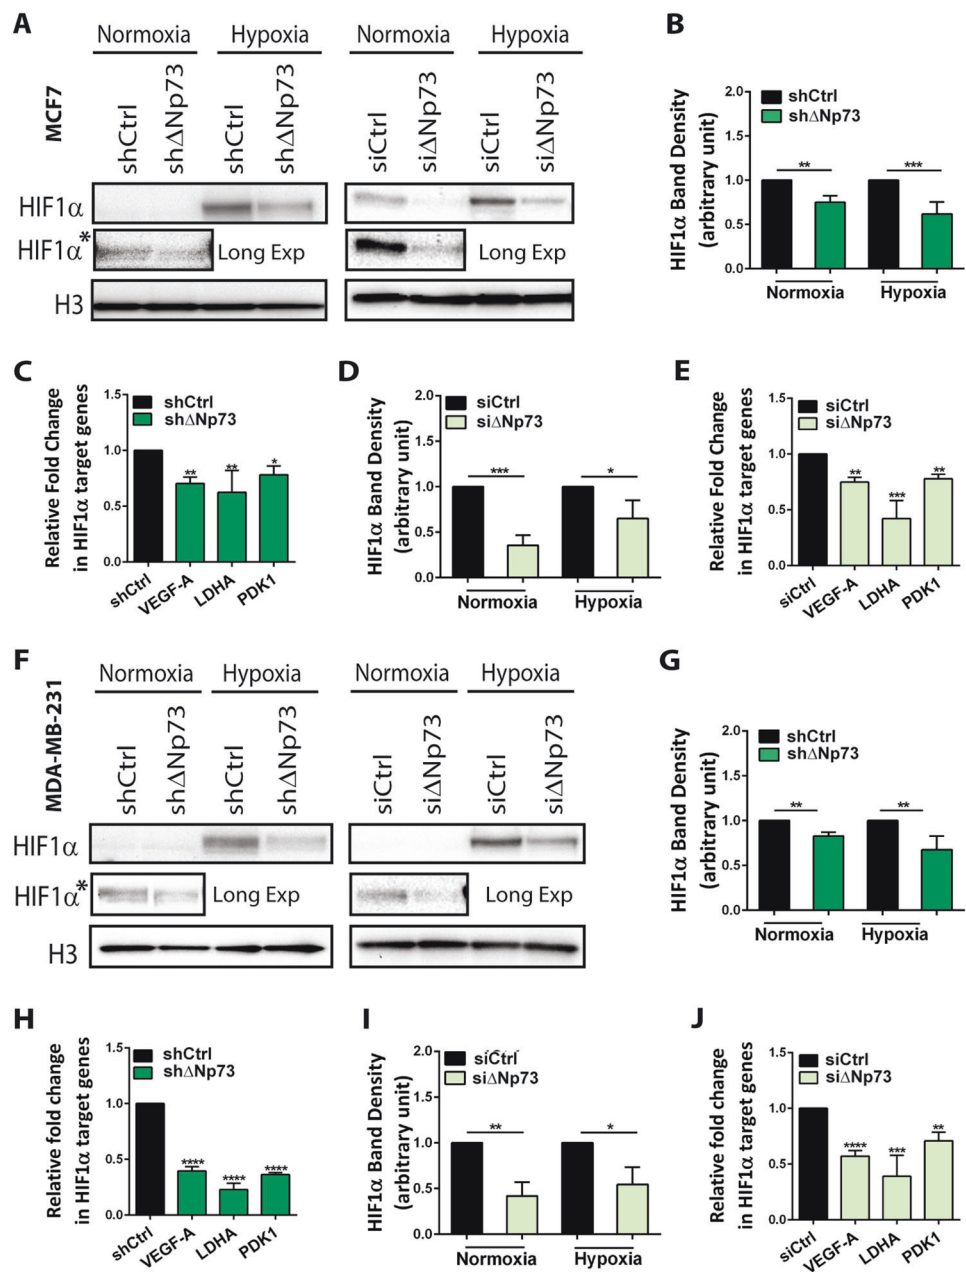 A
Normoxia Hypoxia Normoxia Hypoxia
MCF7
shCtrl shΔNp73 shCtrl shΔNp73 siCtrl siΔNp73 siCtrl siΔNp73
HIF1α
HIF1α* Long Exp Long Exp
H3
B
HIF1α Band Density
(arbitrary unit)
2.0
1.5
1.0
0.5
0.0
shCtrl
shΔNp73
** ***
Normoxia Hypoxia
C
Relative Fold Change
in HIF1α target genes
1.5
1.0
0.5
0.0
shCtrl
shΔNp73
** ** *
shCtrl VEGF-A LDHA PDK1
D
HIF1α Band Density
(arbitrary unit)
2.0
1.5
1.0
0.5
0.0
siCtrl
siΔNp73
*** *
Normoxia Hypoxia
E
Relative Fold Change
in HIF1α target genes
1.5
1.0
0.5
0.0
siCtrl
siΔNp73
** *** **
siCtrl VEGF-A LDHA PDK1
F
Normoxia Hypoxia Normoxia Hypoxia
MDA-MB-231
shCtrl shΔNp73 shCtrl shΔNp73 siCtrl siΔNp73 siCtrl siΔNp73
HIF1α
HIF1α* Long Exp Long Exp
H3
G
HIF1α Band Density
(arbitrary unit)
2.0
1.5
1.0
0.5
0.0
shCtrl
shΔNp73
** **
Normoxia Hypoxia
H
Relative fold change
in HIF1α target genes
1.5
1.0
0.5
0.0
shCtrl
shΔNp73
**** **** ****
shCtrl VEGF-A LDHA PDK1
I
HIF1α Band Density
(arbitrary unit)
2.0
1.5
1.0
0.5
0.0
siCtrl
siΔNp73
** *
Normoxia Hypoxia
J
Relative fold change
in HIF1α target genes
1.5
1.0
0.5
0.0
siCtrl
siΔNp73
**** *** **
siCtrl VEGF-A LDHA PDK1